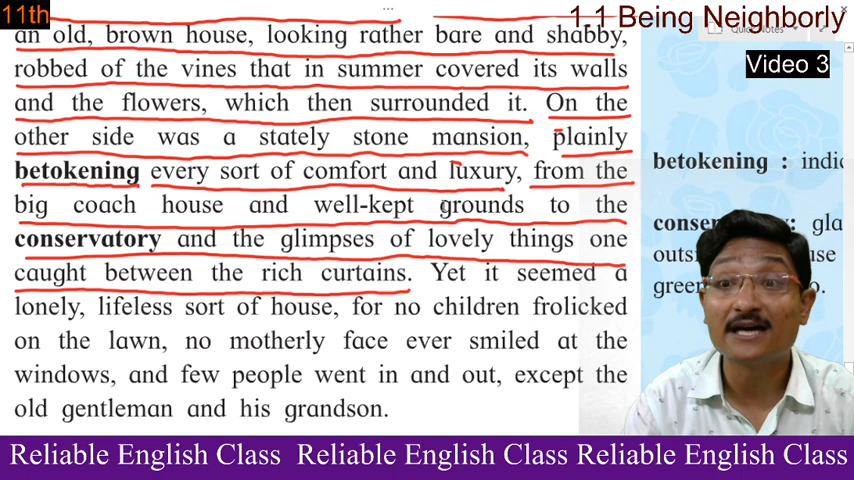 11th
1.1 Being Neighborly
Quick Notes
Video 3
an old, brown house, looking rather bare and shabby,
robbed of the vines that in summer covered its walls
and the flowers, which then surrounded it. On the
other side was a stately stone mansion, plainly
betokening every sort of comfort and luxury, from the
big coach house and well-kept grounds to the
conservatory and the glimpses of lovely things one
caught between the rich curtains. Yet it seemed a
lonely, lifeless sort of house, for no children frolicked
on the lawn, no motherly face ever smiled at the
windows, and few people went in and out, except the
old gentleman and his grandson.
betokening : indic
gla
Reliable English Class Reliable English Class Reliable English Class